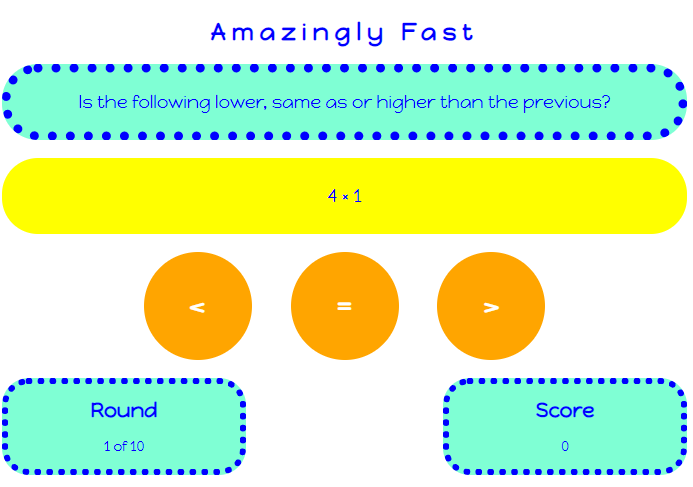 Amazingly Fast
Is the following lower, same as or higher than the previous?
4 × 1
< = >
Round
1 of 10
Score
0